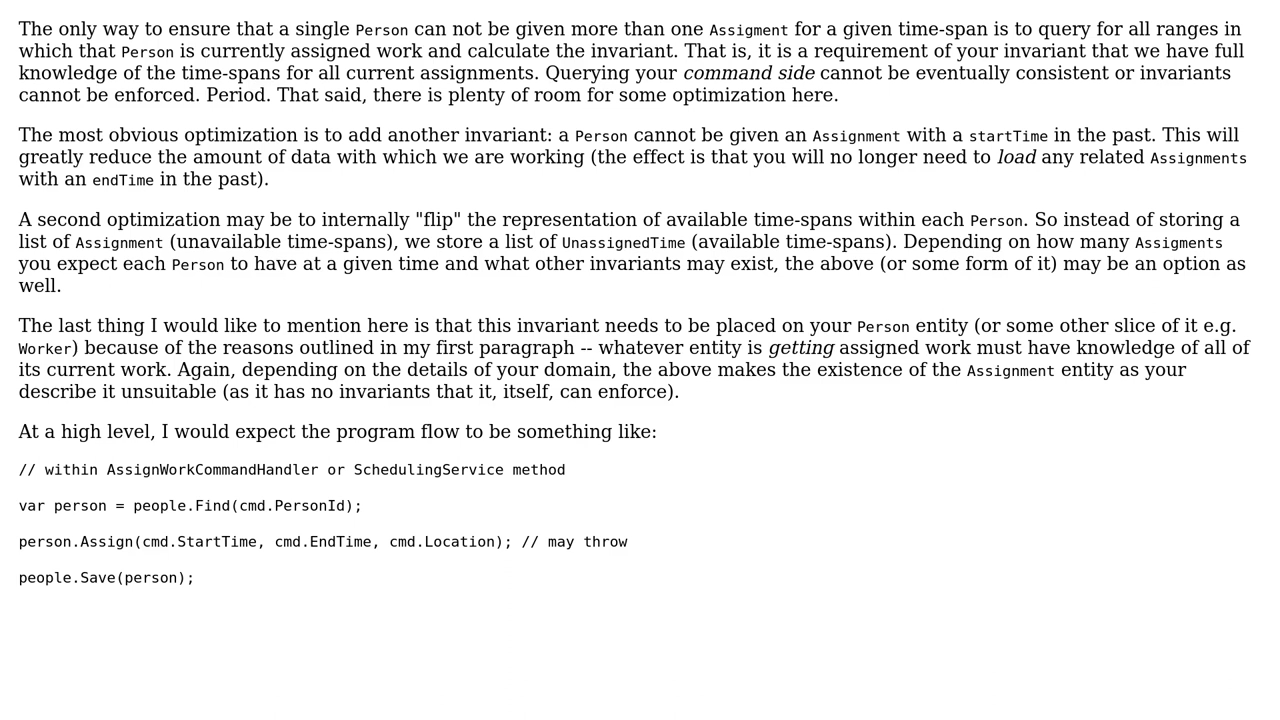 The only way to ensure that a single Person can not be given more than one Assigment for a given time-span is to query for all ranges in
which that Person is currently assigned work and calculate the invariant. That is, it is a requirement of your invariant that we have full
knowledge of the time-spans for all current assignments. Querying your command side cannot be eventually consistent or invariants
cannot be enforced. Period. That said, there is plenty of room for some optimization here.
The most obvious optimization is to add another invariant: a Person cannot be given an Assignment with a startTime in the past. This will
greatly reduce the amount of data with which we are working (the effect is that you will no longer need to load any related Assignments
with an endTime in the past).
A second optimization may be to internally "flip" the representation of available time-spans within each Person. So instead of storing a
list of Assignment (unavailable time-spans), we store a list of UnassignedTime (available time-spans). Depending on how many Assigments
you expect each Person to have at a given time and what other invariants may exist, the above (or some form of it) may be an option as
well.
The last thing I would like to mention here is that this invariant needs to be placed on your Person entity (or some other slice of it e.g.
Worker) because of the reasons outlined in my first paragraph -- whatever entity is getting assigned work must have knowledge of all of
its current work. Again, depending on the details of your domain, the above makes the existence of the Assignment entity as your
describe it unsuitable (as it has no invariants that it, itself, can enforce).
At a high level, I would expect the program flow to be something like:
// within AssignWorkCommandHandler or SchedulingService method
var person = people.Find(cmd.PersonId);
person.Assign(cmd.StartTime, cmd.EndTime, cmd.Location); // may throw
people.Save(person);